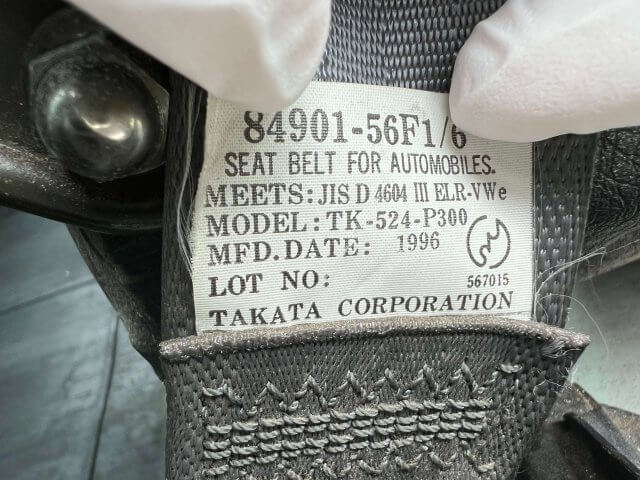 84901-56F1/6
SEAT BELT FOR AUTOMOBILES.
MEETS: JIS D 4604 III ELR-VWe
MODEL: TK-524-P300
MFD.DATE: 1996
LOT NO:
567015
TAKATA CORPORATION